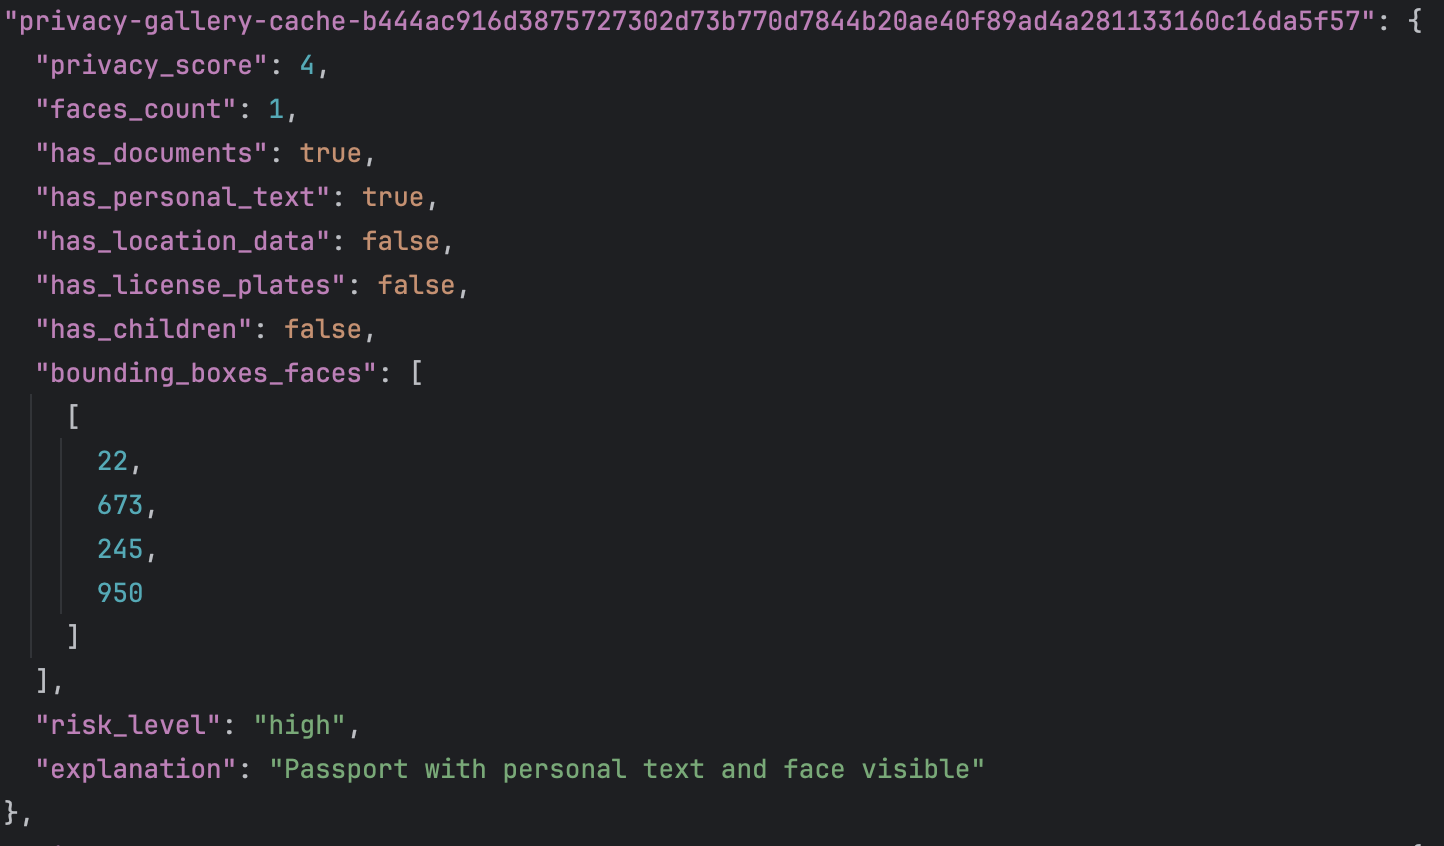 "privacy-gallery-cache-b444ac916d3875727302d73b770d7844b20ae40f89ad4a281133160c16da5f57": {
"privacy_score": 4,
"faces_count": 1,
"has_documents": true,
"has_personal_text": true,
"has_location_data": false,
"has_license_plates": false,
"has_children": false,
"bounding_boxes_faces": [
[
22,
673,
245,
950
]
],
"risk_level": "high",
"explanation": "Passport with personal text and face visible"
},